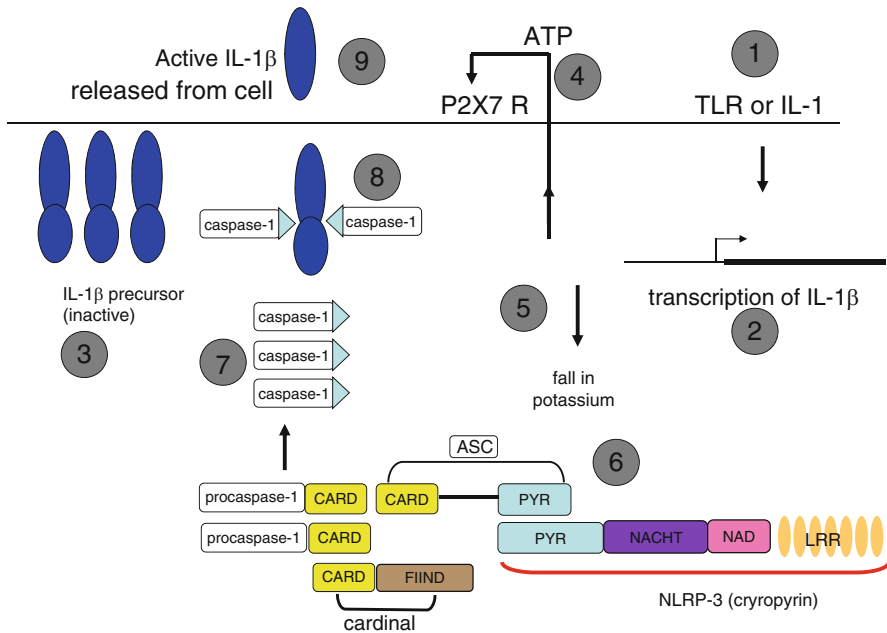 Active IL-1β
released from cell
9
ATP
4
P2X7 R
1
TLR or IL-1
8
caspase-1
caspase-1
IL-1β precursor
(inactive)
3
transcription of IL-1β
2
5
fall in
potassium
7
caspase-1
caspase-1
caspase-1
ASC
6
procaspase-1
CARD
CARD
PYR
procaspase-1
CARD
PYR
NACHT
NAD
LRR
CARD
FIIND
cardinal
NLRP-3 (cryropyrin)